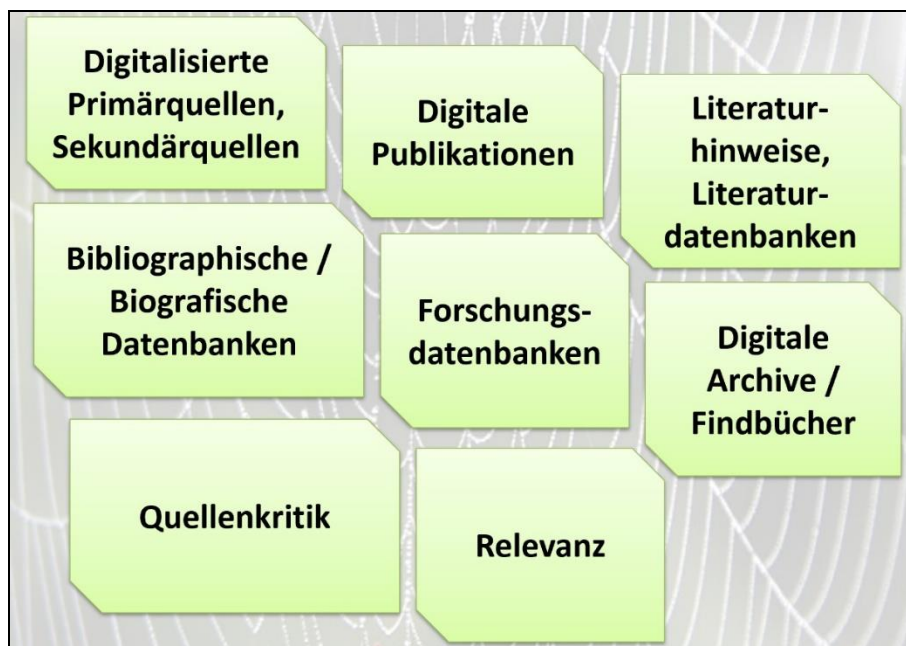 Digitalisierte
Primärquellen,
Sekundärquellen
Digitale
Publikationen
Literatur-
hinweise,
Literatur-
datenbanken
Bibliographische /
Biografische
Datenbanken
Forschungs-
datenbanken
Digitale
Archive /
Findbücher
Quellenkritik
Relevanz